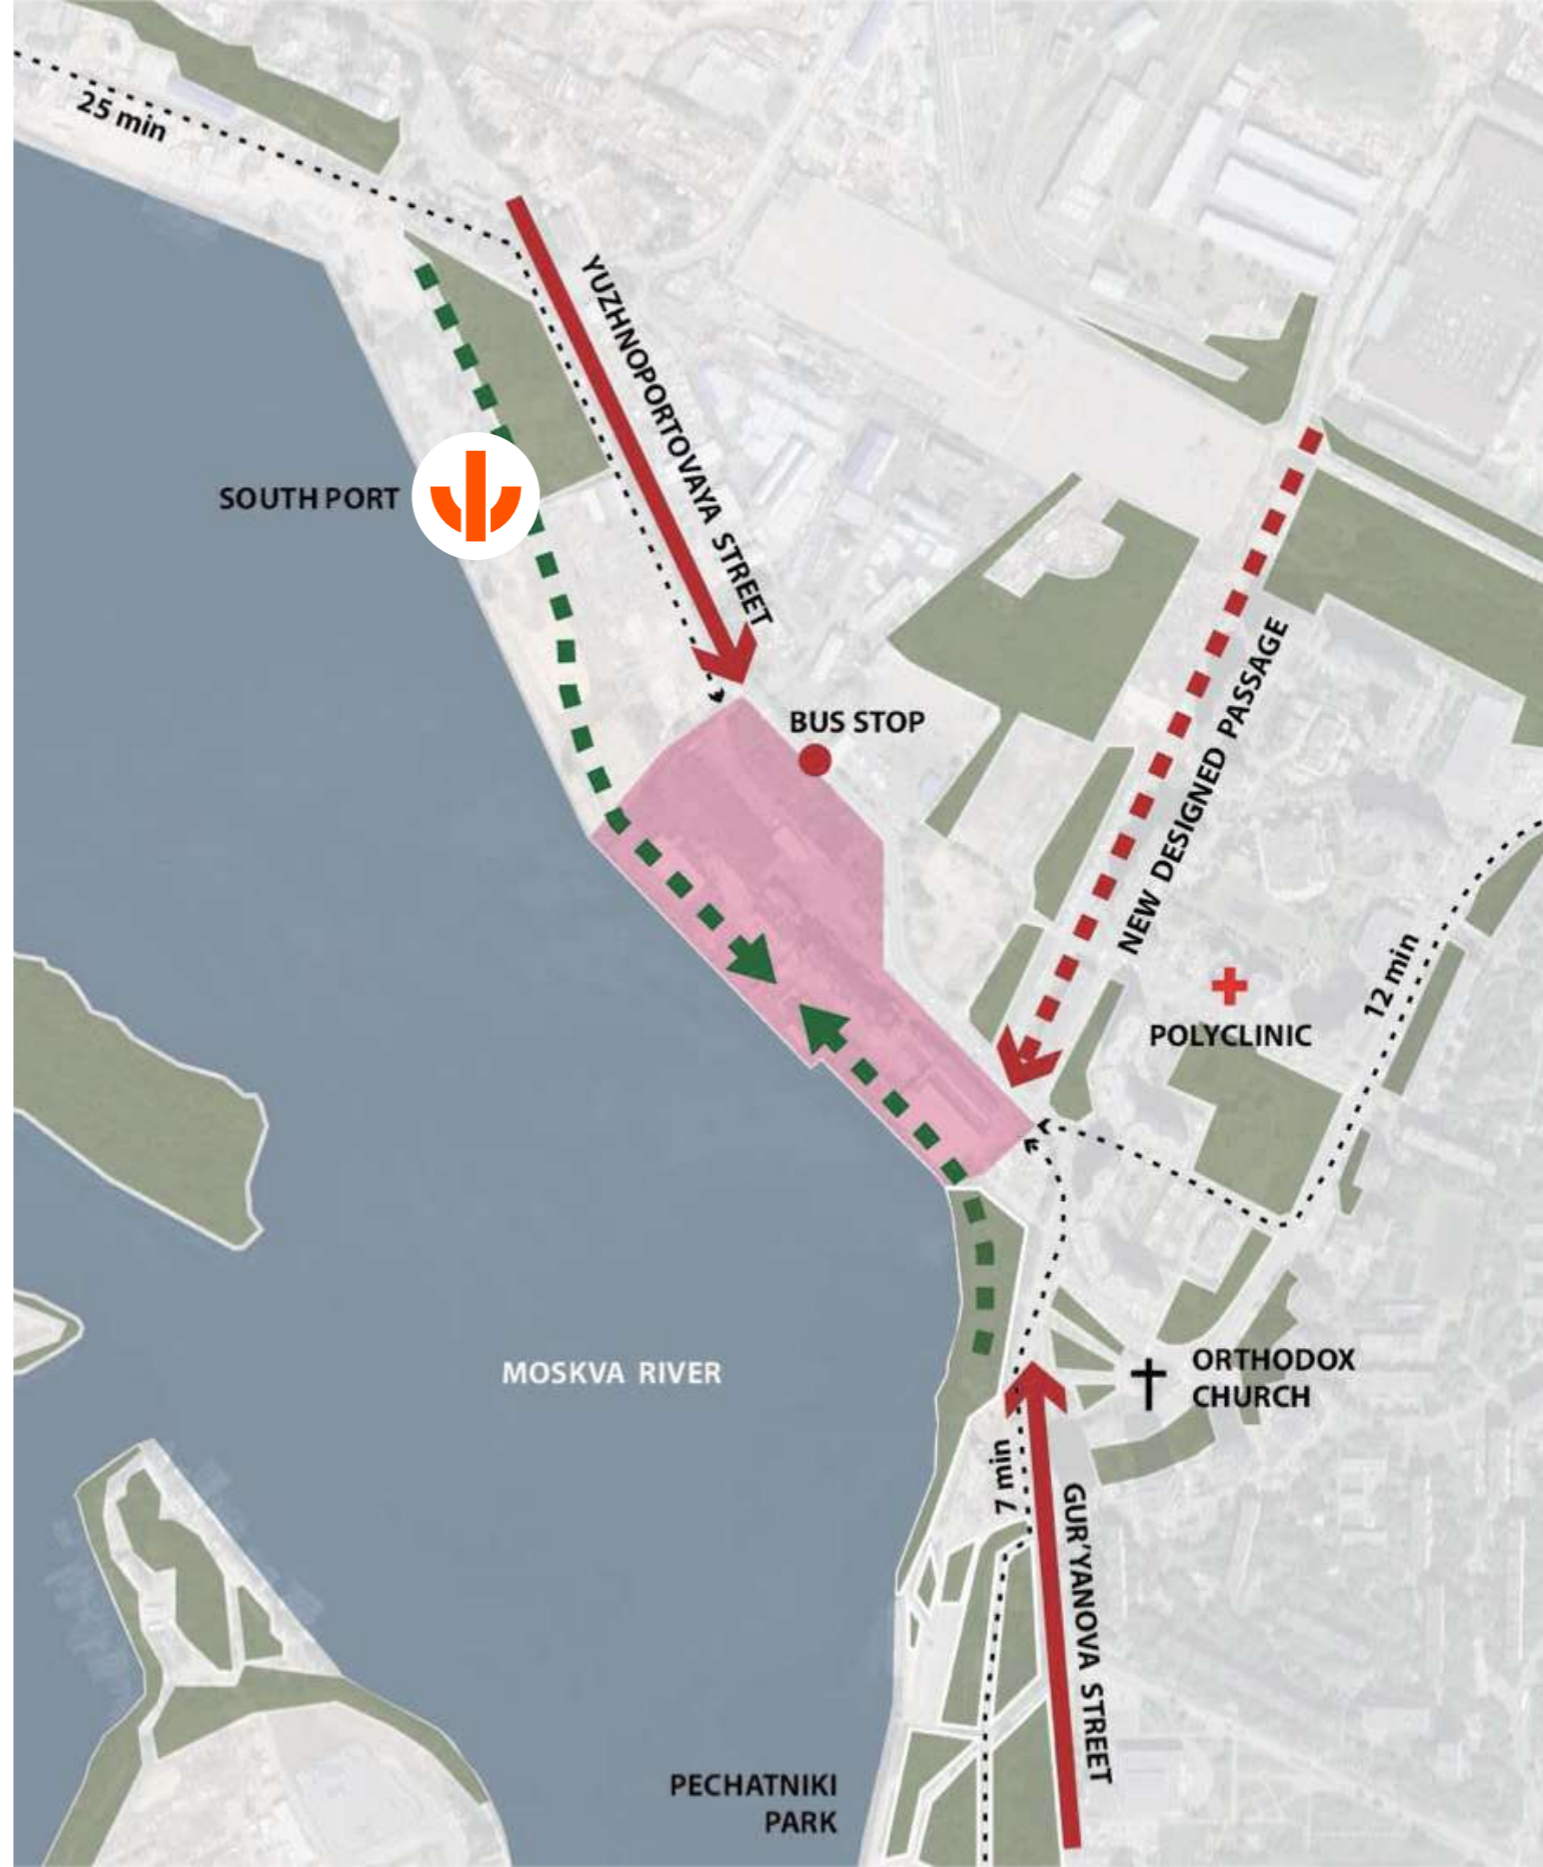 25 min
YUZHNOPORTOVAYA STREET
SOUTH PORT
BUS STOP
NEW DESIGNED PASSAGE
12 min
POLYCLINIC
MOSKVA RIVER
ORTHODOX
CHURCH
7 min
GUR'YANOVA STREET
PECHATNIKI
PARK